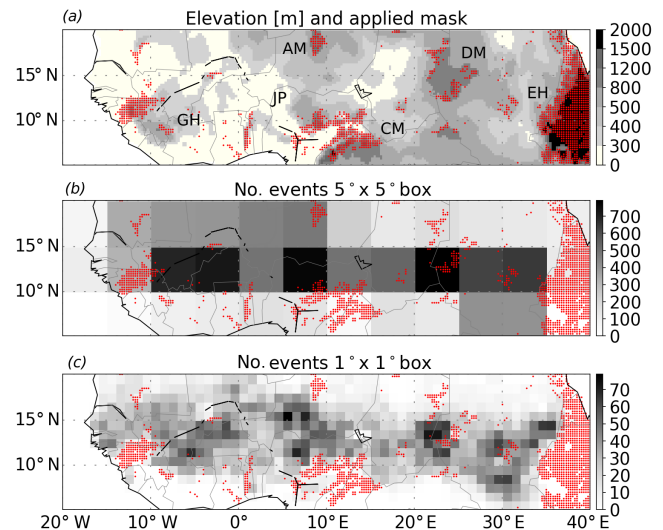 (a) Elevation [m] and applied mask
AM
DM
JP
EH
GH
CM
15°N
10°N
2000
1500
1200
800
500
400
300
0
(b) No. events 5° x 5° box
15°N
10°N
700
600
500
400
300
200
100
0
(c) No. events 1° x 1° box
15°N
10°N
70
60
50
40
30
20
10
0
20°W 10°W 0° 10°E 20°E 30°E 40°E